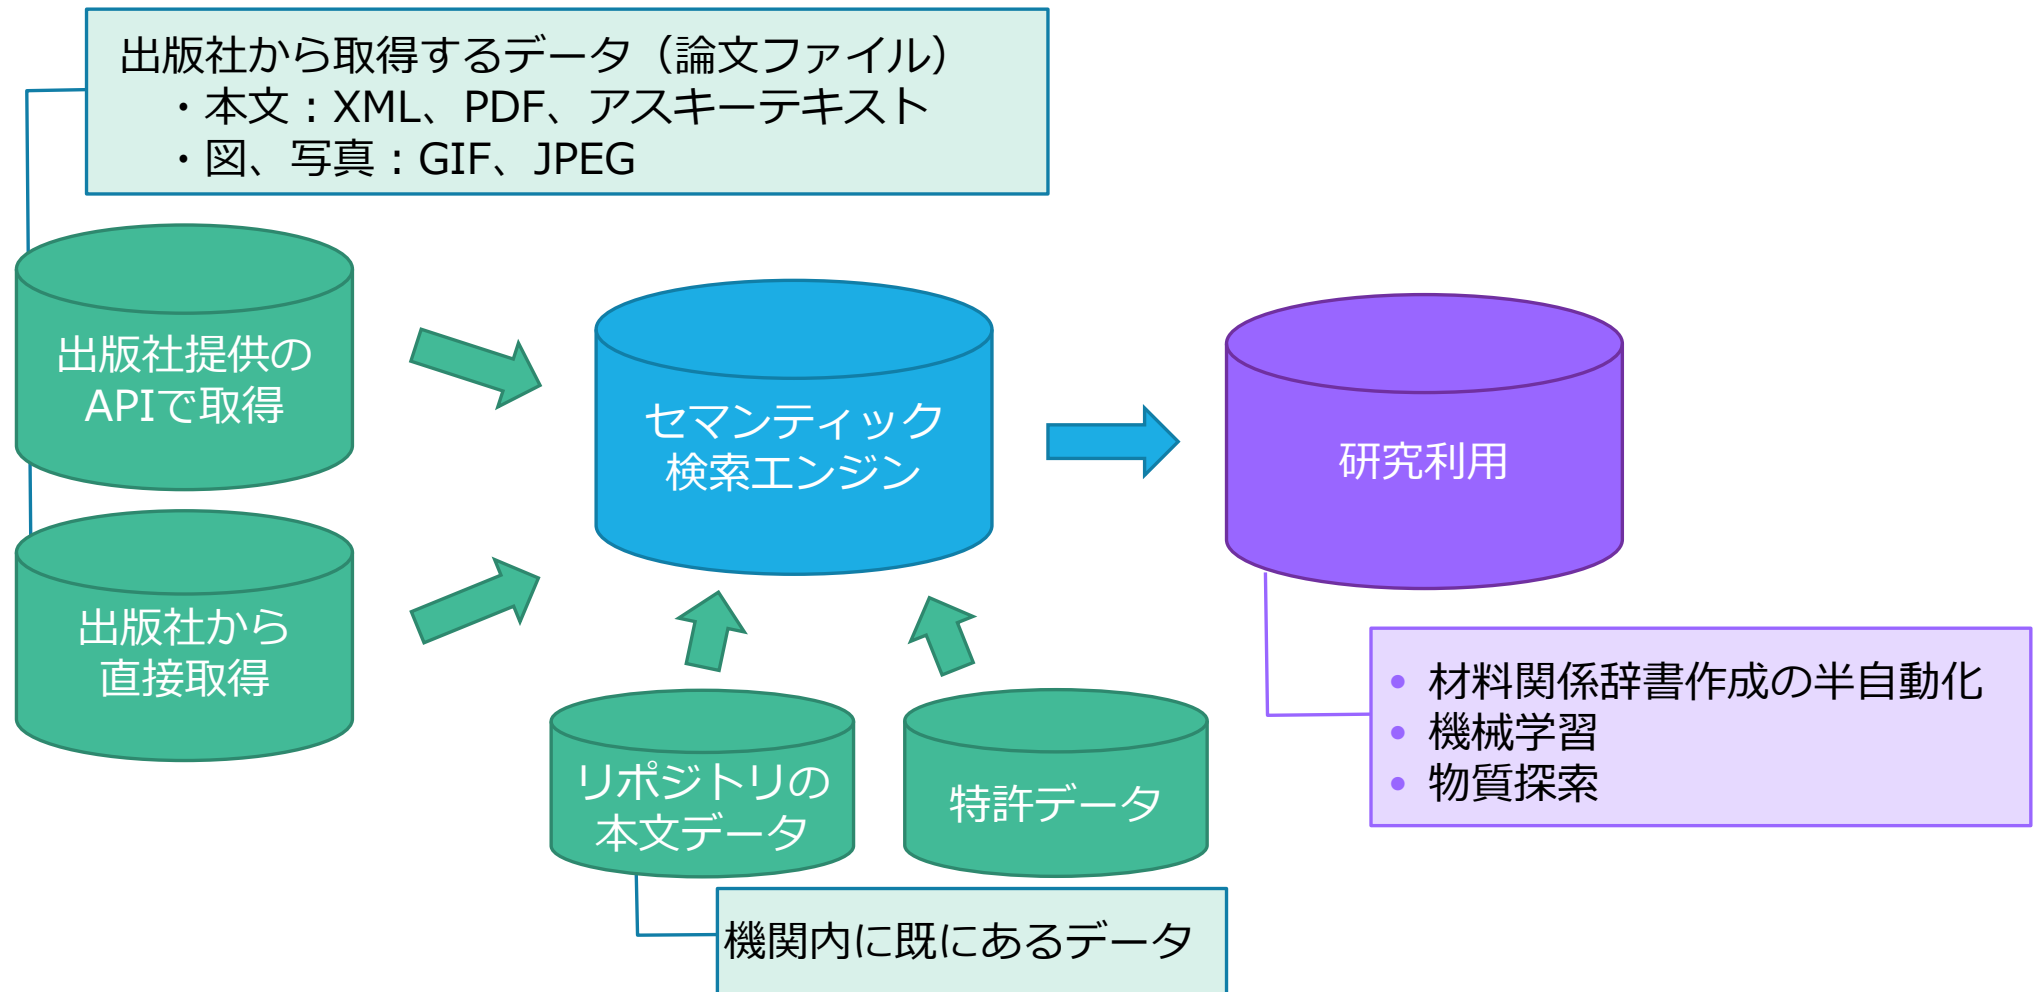 出版社から取得するデータ（論文ファイル）
・本文：XML、PDF、アスキーテキスト
・図、写真：GIF、JPEG
出版社提供の
APIで取得
セマンティック
検索エンジン
研究利用
出版社から
直接取得
• 材料関係辞書作成の半自動化
• 機械学習
• 物質探索
リポジトリの
本文データ
特許データ
機関内に既にあるデータ